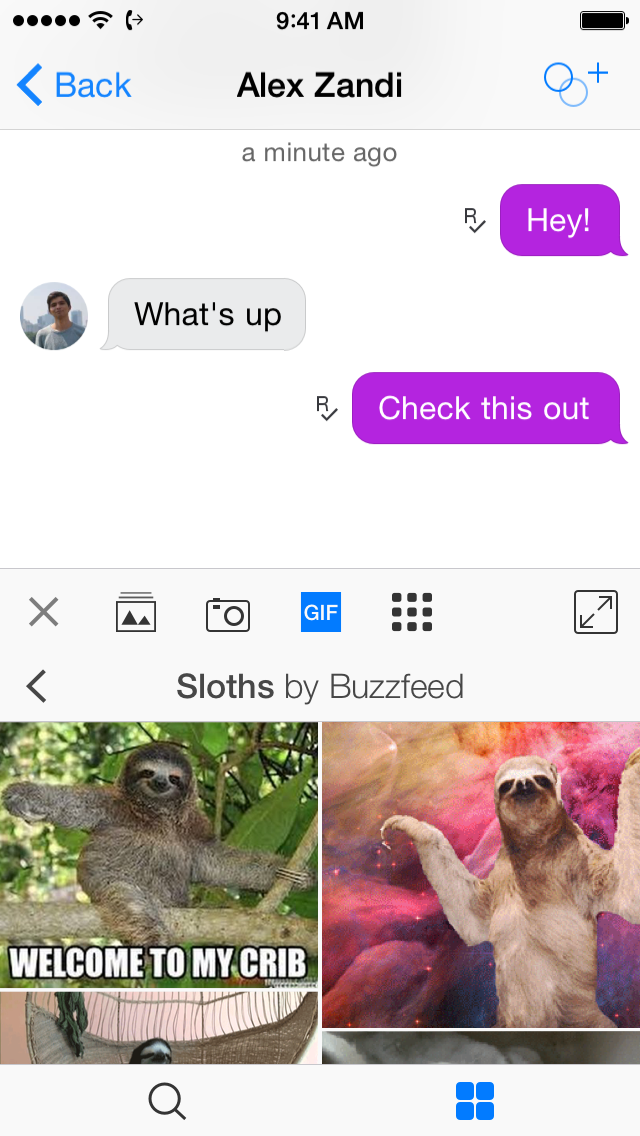 9:41 AM
Back
Alex Zandi
a minute ago
R
Hey!
What's up
R
Check this out
GIF
Sloths by Buzzfeed
WELCOME TO MY CRIB